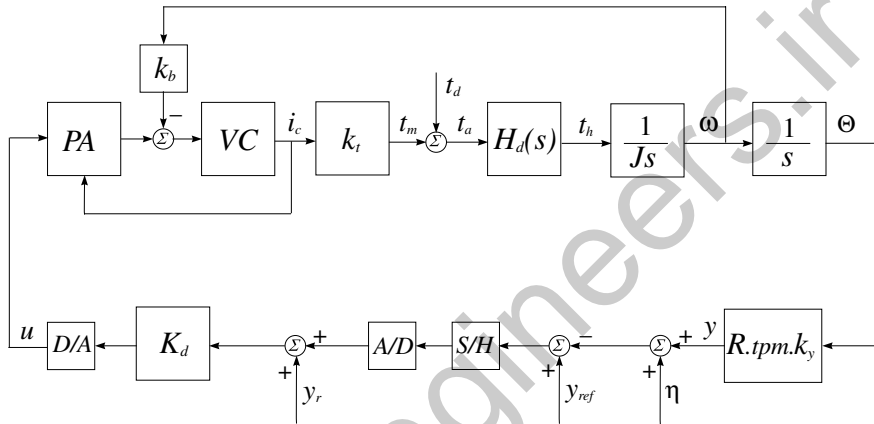 k_b
−
t_d
PA
Σ
VC
i_c
k_t
t_m
Σ
t_a
H_d(s)
t_h
1
Js
ω
1
s
Θ
u
D/A
K_d
Σ
+
+
y_r
A/D
S/H
Σ
−
+
y_ref
Σ
+
+
η
y
R.tpm.k_y